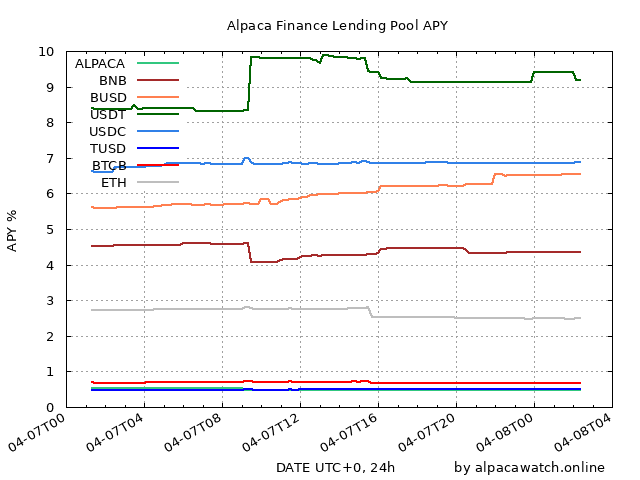 Alpaca Finance Lending Pool APY
10
9
8
7
6
5
4
3
2
1
0
APY %
ALPACA
BNB
BUSD
USDT
USDC
TUSD
BTCB
ETH
04-07T00
04-07T04
04-07T08
04-07T12
04-07T16
04-07T20
04-08T00
04-08T04
DATE UTC+0, 24h
by alpacawatch.online